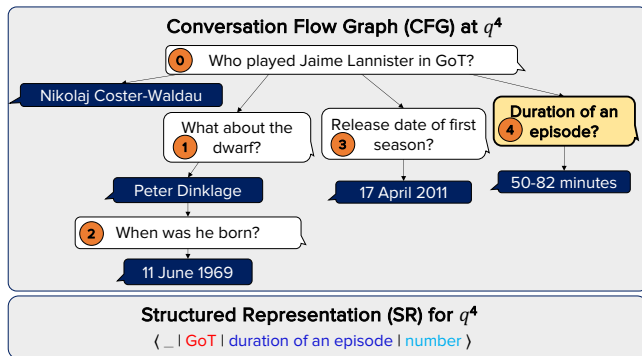 Conversation Flow Graph (CFG) at q⁴
0 Who played Jaime Lannister in GoT?
Nikolaj Coster-Waldau
What about the
1 dwarf?
Release date of first
3 season?
Duration of an
4 episode?
Peter Dinklage
17 April 2011
50-82 minutes
2 When was he born?
11 June 1969
Structured Representation (SR) for q⁴
⟨ _ | GoT | duration of an episode | number ⟩